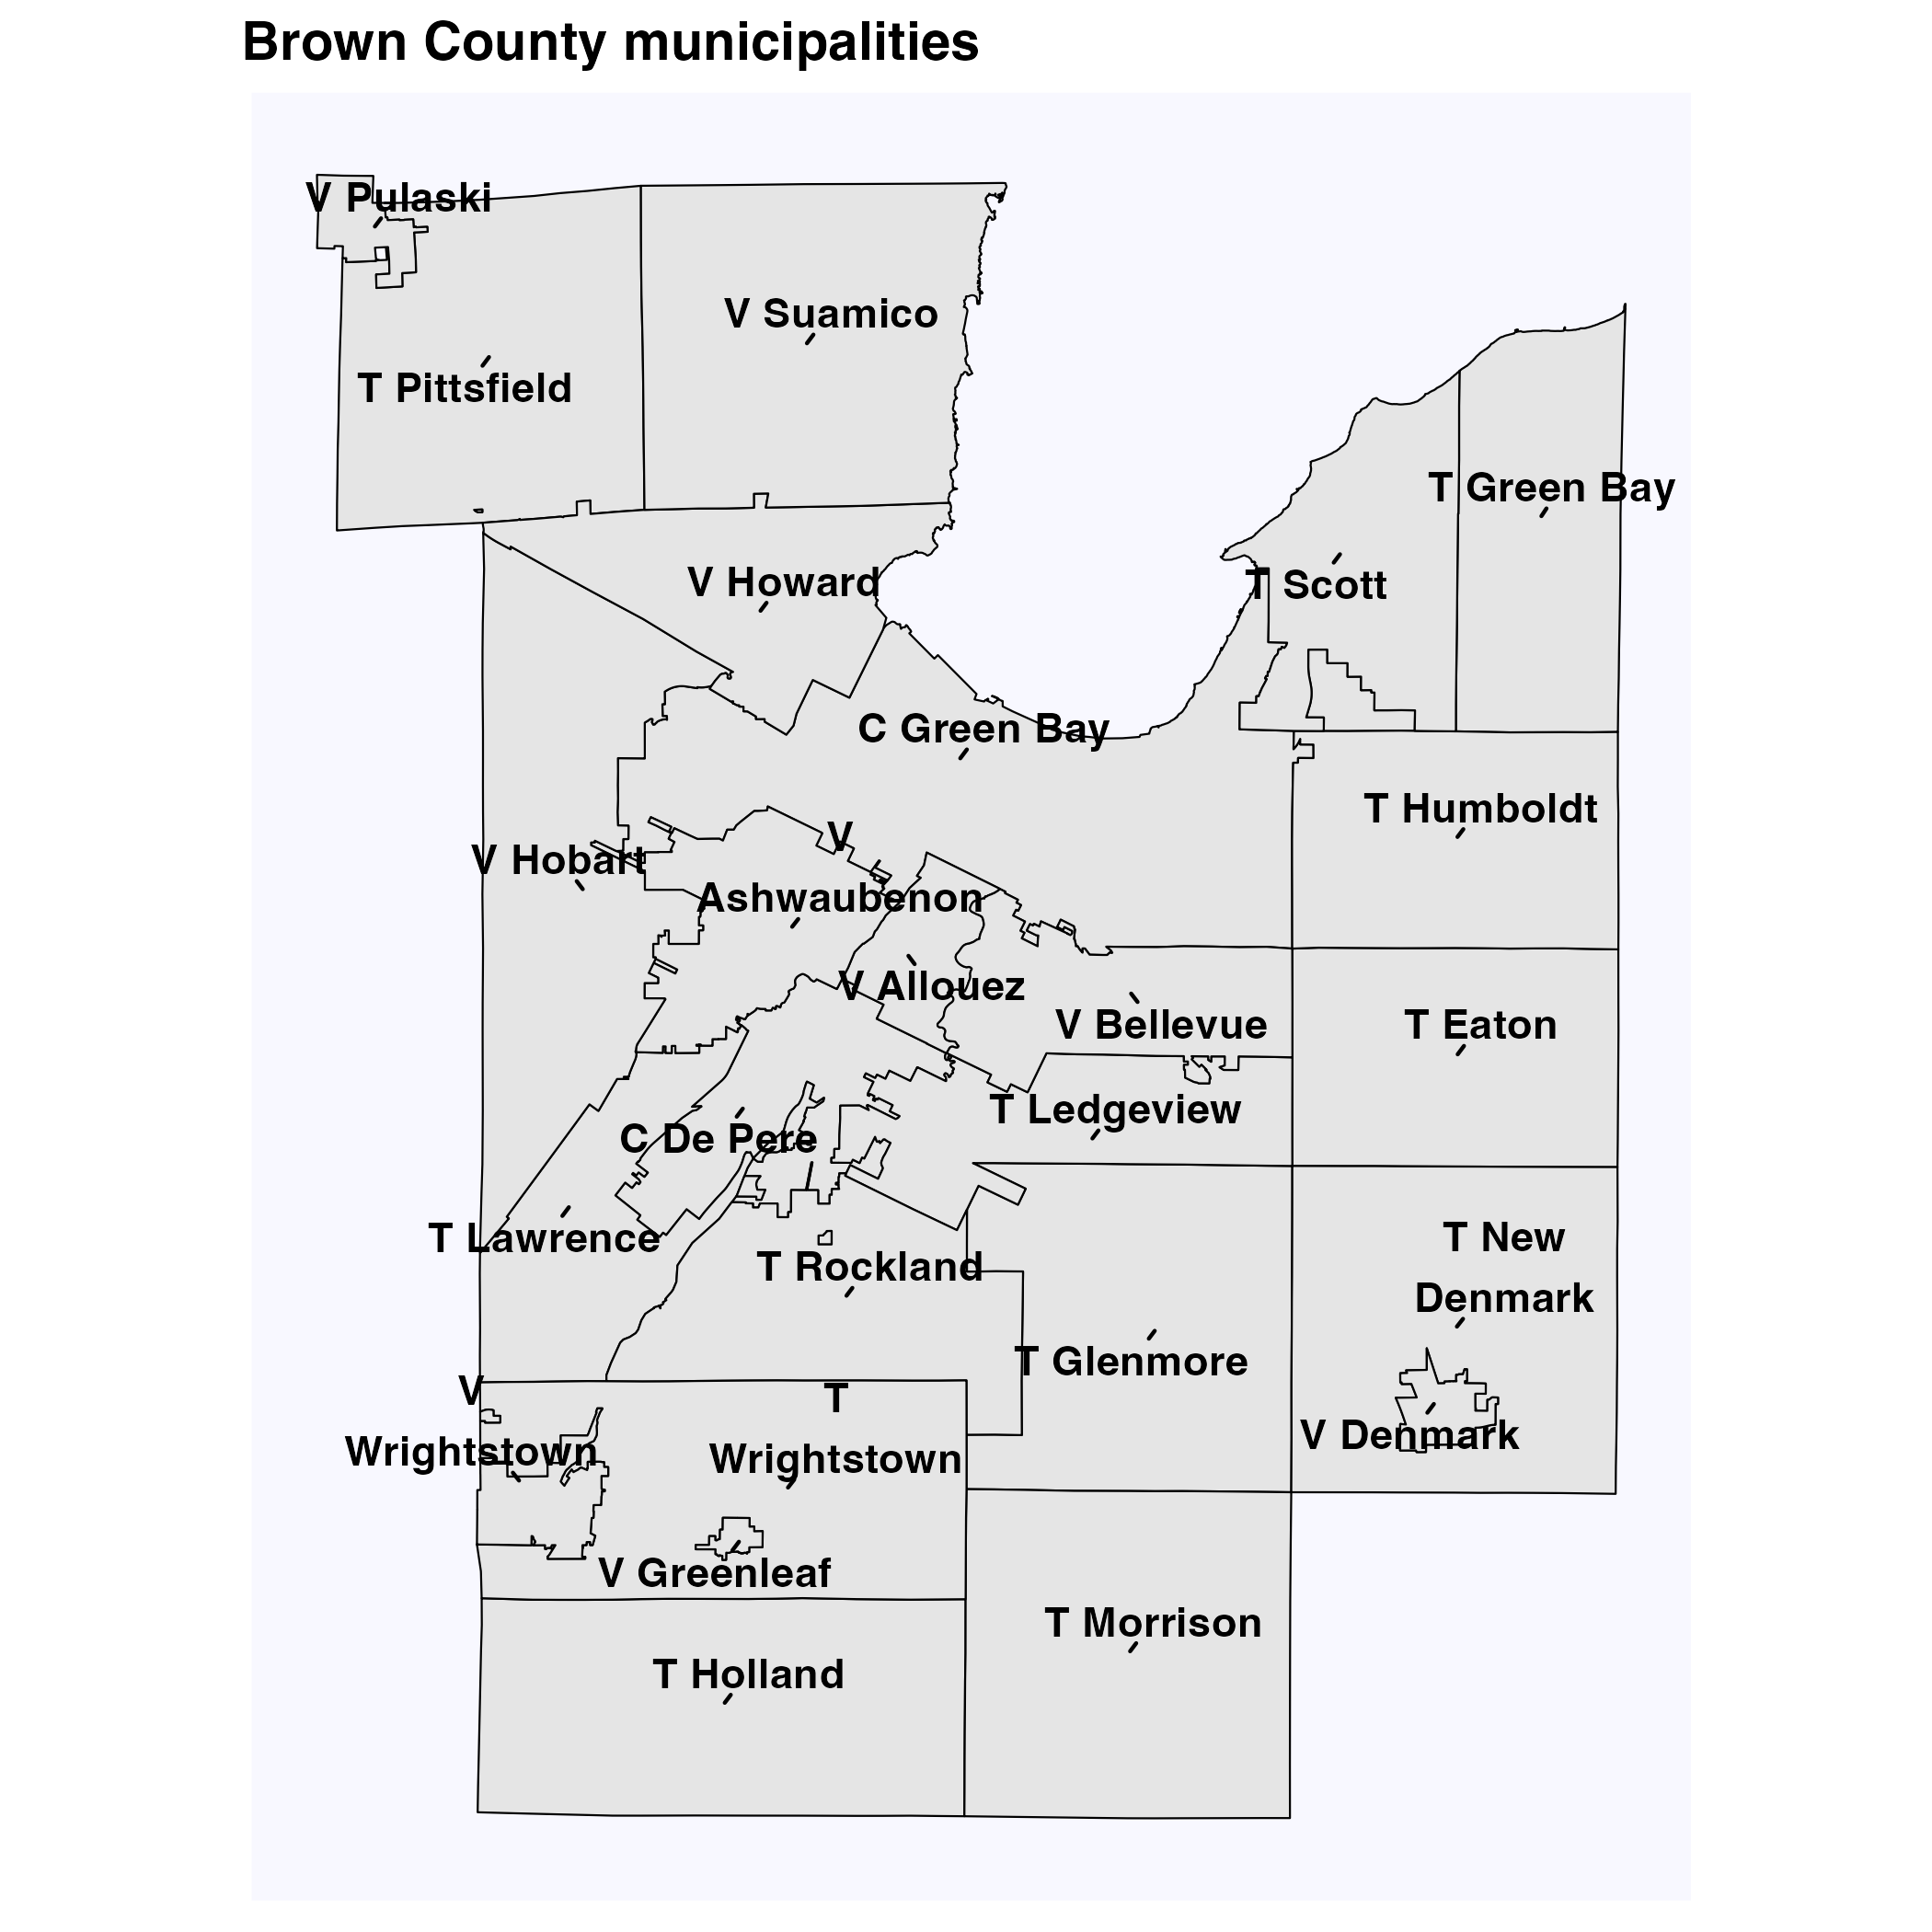 Brown County municipalities
V Pulaski
V Suamico
T Pittsfield
T Green Bay
V Howard
T Scott
C Green Bay
T Humboldt
V Hobart
V
Ashwaubenon
V Allouez
V Bellevue
T Eaton
T Ledgeview
C De Pere
T Lawrence
T Rockland
T New
Denmark
T Glenmore
V
Wrightstown
T
Wrightstown
V Denmark
V Greenleaf
T Morrison
T Holland